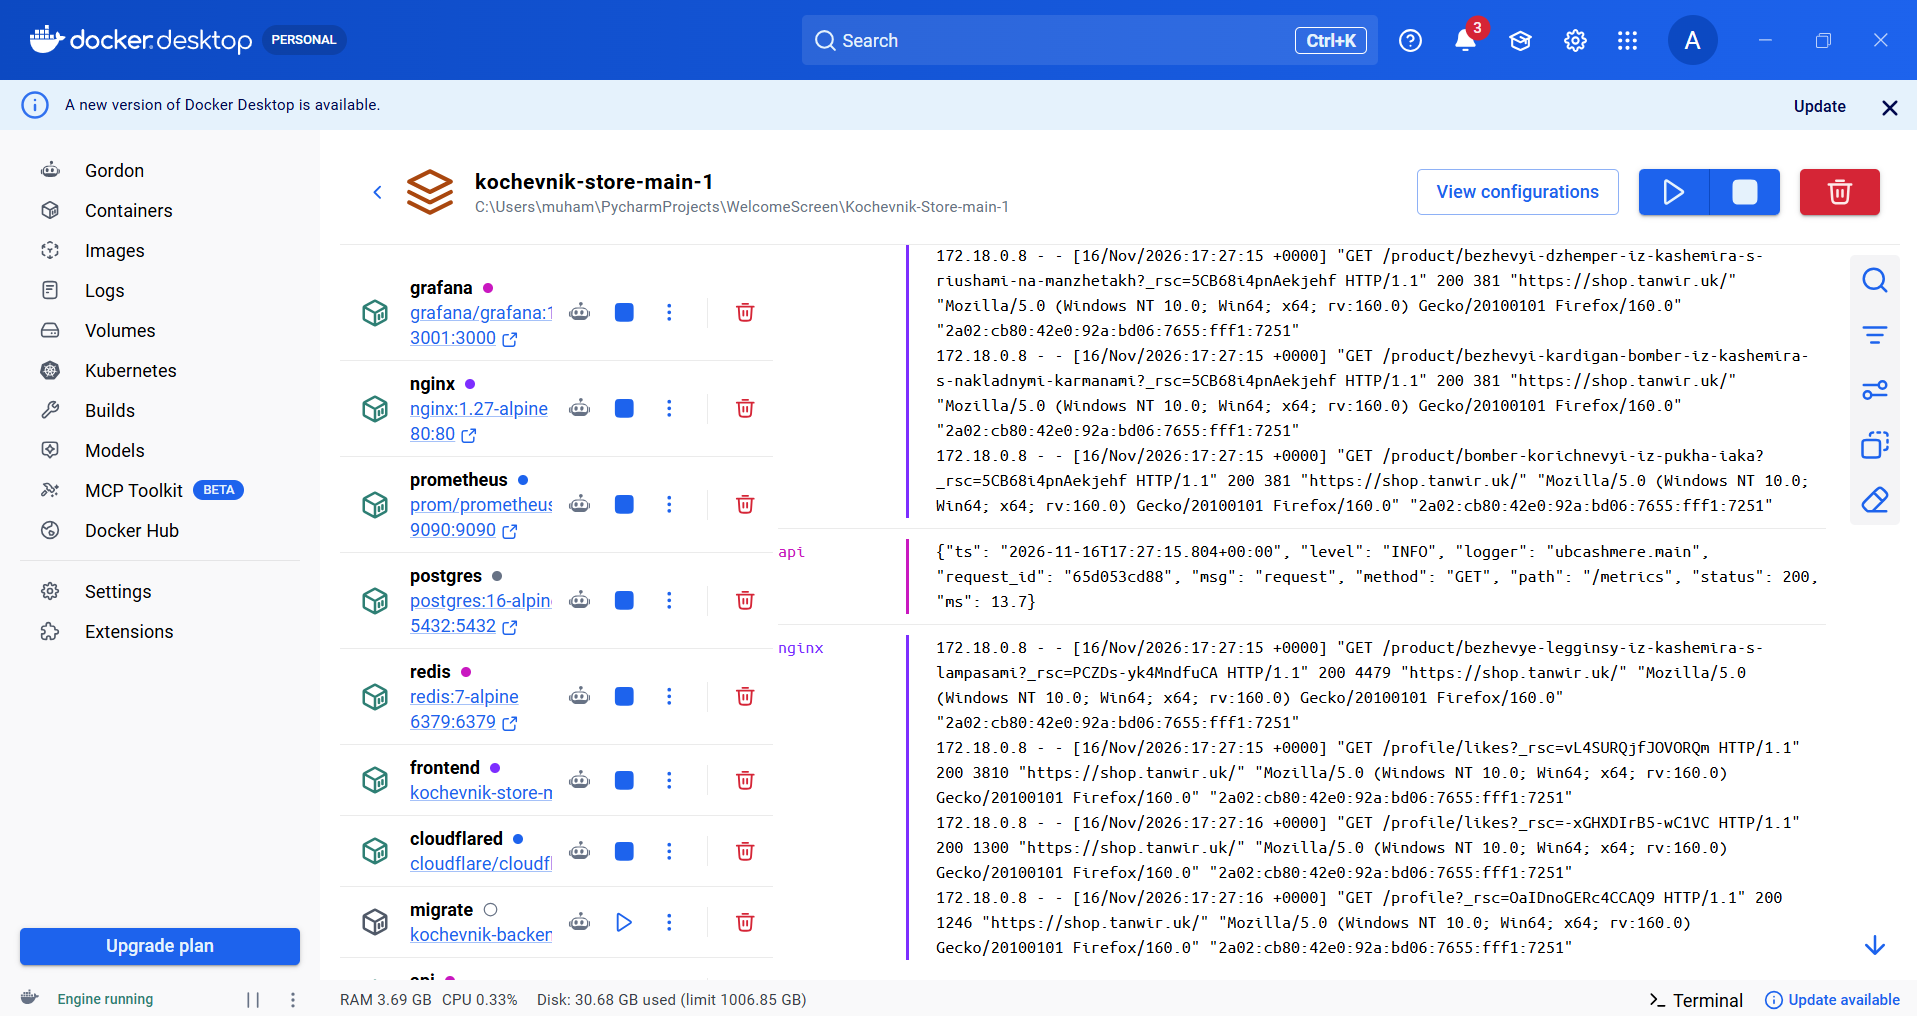 docker.desktop PERSONAL
Search Ctrl+K
3
A
A new version of Docker Desktop is available.
Update
Gordon
Containers
Images
Logs
Volumes
Kubernetes
Builds
Models
MCP Toolkit BETA
Docker Hub
Settings
Extensions
Upgrade plan
kochevnik-store-main-1
C:\Users\muham\PycharmProjects\WelcomeScreen\Kochevnik-Store-main-1
View configurations
grafana
grafana/grafana:1
3001:3000
nginx
nginx:1.27-alpine
80:80
prometheus
prom/prometheus
9090:9090
postgres
postgres:16-alpin
5432:5432
redis
redis:7-alpine
6379:6379
frontend
kochevnik-store-m
cloudflared
cloudflare/cloudfl
migrate
kochevnik-backen
api
172.18.0.8 - - [16/Nov/2026:17:27:15 +0000] "GET /product/bezhevyi-dzhemper-iz-kashemira-s-
riushami-na-manzhetakh?_rsc=5CB68i4pnAekjehf HTTP/1.1" 200 381 "https://shop.tanwir.uk/"
"Mozilla/5.0 (Windows NT 10.0; Win64; x64; rv:160.0) Gecko/20100101 Firefox/160.0"
"2a02:cb80:42e0:92a:bd06:7655:fff1:7251"
172.18.0.8 - - [16/Nov/2026:17:27:15 +0000] "GET /product/bezhevyi-kardigan-bomber-iz-kashemira-
s-nakladnymi-karmanami?_rsc=5CB68i4pnAekjehf HTTP/1.1" 200 381 "https://shop.tanwir.uk/"
"Mozilla/5.0 (Windows NT 10.0; Win64; x64; rv:160.0) Gecko/20100101 Firefox/160.0"
"2a02:cb80:42e0:92a:bd06:7655:fff1:7251"
172.18.0.8 - - [16/Nov/2026:17:27:15 +0000] "GET /product/bomber-korichnevyi-iz-pukha-iaka?
_rsc=5CB68i4pnAekjehf HTTP/1.1" 200 381 "https://shop.tanwir.uk/" "Mozilla/5.0 (Windows NT 10.0;
Win64; x64; rv:160.0) Gecko/20100101 Firefox/160.0" "2a02:cb80:42e0:92a:bd06:7655:fff1:7251"
api
{"ts": "2026-11-16T17:27:15.804+00:00", "level": "INFO", "logger": "ubcashmere.main",
"request_id": "65d053cd88", "msg": "request", "method": "GET", "path": "/metrics", "status": 200,
"ms": 13.7}
nginx
172.18.0.8 - - [16/Nov/2026:17:27:15 +0000] "GET /product/bezhevye-legginsy-iz-kashemira-s-
lampasami?_rsc=PCZDs-yk4MndfuCA HTTP/1.1" 200 4479 "https://shop.tanwir.uk/" "Mozilla/5.0
(Windows NT 10.0; Win64; x64; rv:160.0) Gecko/20100101 Firefox/160.0"
"2a02:cb80:42e0:92a:bd06:7655:fff1:7251"
172.18.0.8 - - [16/Nov/2026:17:27:15 +0000] "GET /profile/likes?_rsc=vL4SURQjfJOVORQm HTTP/1.1"
200 3810 "https://shop.tanwir.uk/" "Mozilla/5.0 (Windows NT 10.0; Win64; x64; rv:160.0)
Gecko/20100101 Firefox/160.0" "2a02:cb80:42e0:92a:bd06:7655:fff1:7251"
172.18.0.8 - - [16/Nov/2026:17:27:16 +0000] "GET /profile/likes?_rsc=-xGHXDIrB5-wC1VC HTTP/1.1"
200 1300 "https://shop.tanwir.uk/" "Mozilla/5.0 (Windows NT 10.0; Win64; x64; rv:160.0)
Gecko/20100101 Firefox/160.0" "2a02:cb80:42e0:92a:bd06:7655:fff1:7251"
172.18.0.8 - - [16/Nov/2026:17:27:16 +0000] "GET /profile?_rsc=OaIDnoGERc4CCAQ9 HTTP/1.1" 200
1246 "https://shop.tanwir.uk/" "Mozilla/5.0 (Windows NT 10.0; Win64; x64; rv:160.0)
Gecko/20100101 Firefox/160.0" "2a02:cb80:42e0:92a:bd06:7655:fff1:7251"
Engine running
RAM 3.69 GB CPU 0.33% Disk: 30.68 GB used (limit 1006.85 GB)
Terminal
Update available